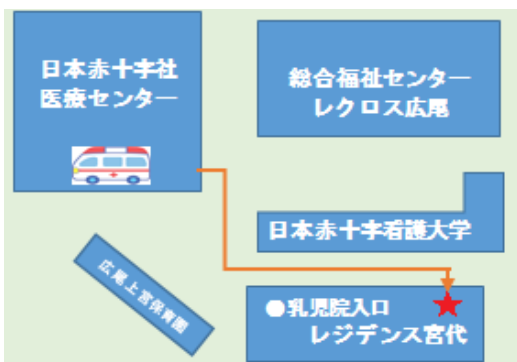 日本赤十字社
医療センター
総合福祉センター
レクロス広尾
日本赤十字看護大学
広尾上宮保育園
●乳児院入口
レジデンス宮代